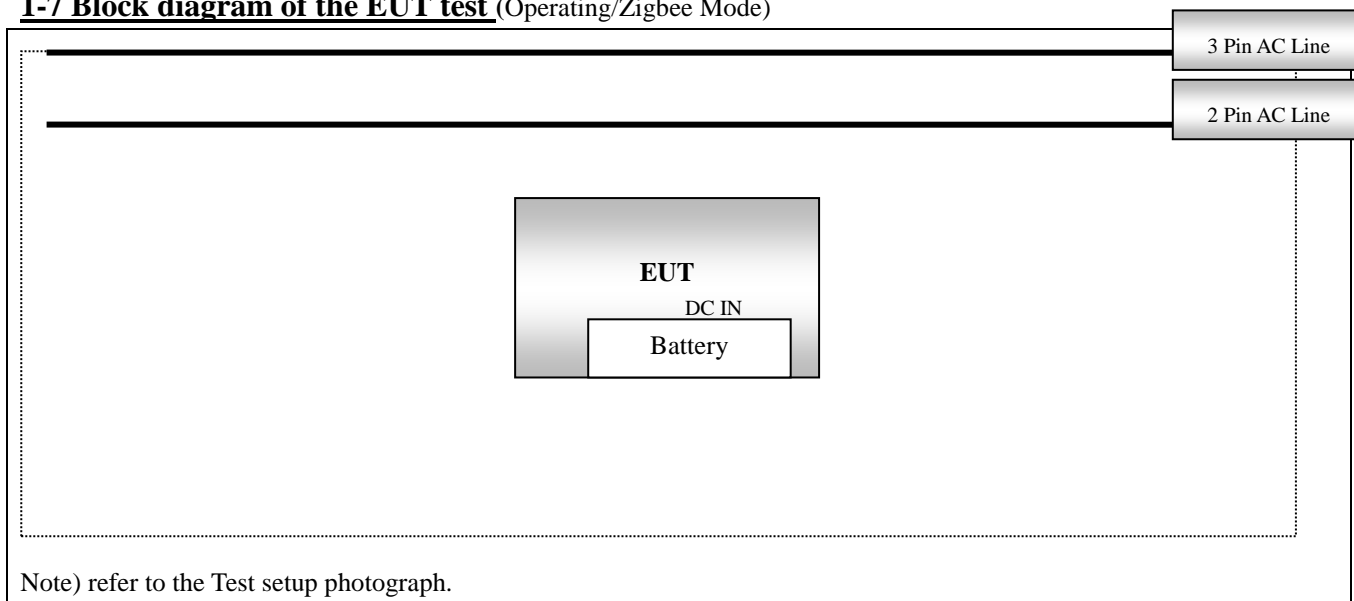 1-7 Block diagram of the EUT test (Operating/Zigbee Mode)
3 Pin AC Line
2 Pin AC Line
EUT
DC IN
Battery
Note) refer to the Test setup photograph.